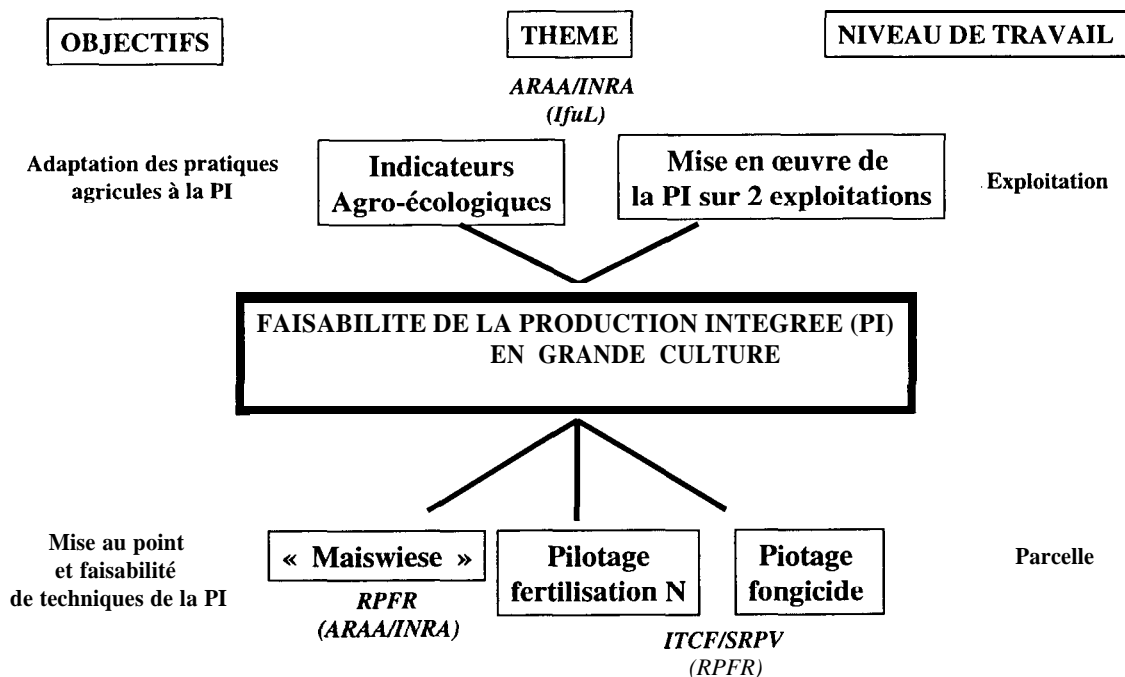 OBJECTIFS
THEME
NIVEAU DE TRAVAIL
ARAA/INRA
(IfuL)
Adaptation des pratiques
agricules à la PI
Indicateurs
Agro-écologiques
Mise en œuvre de
la PI sur 2 exploitations
Exploitation
FAISABILITE DE LA PRODUCTION INTEGREE (PI)
EN GRANDE CULTURE
Mise au point
et faisabilité
de techniques de la PI
« Maiswiese »
RPFR
(ARAA/INRA)
Pilotage
fertilisation N
Piotage
fongicide
ITCF/SRPV
(RPFR)
Parcelle